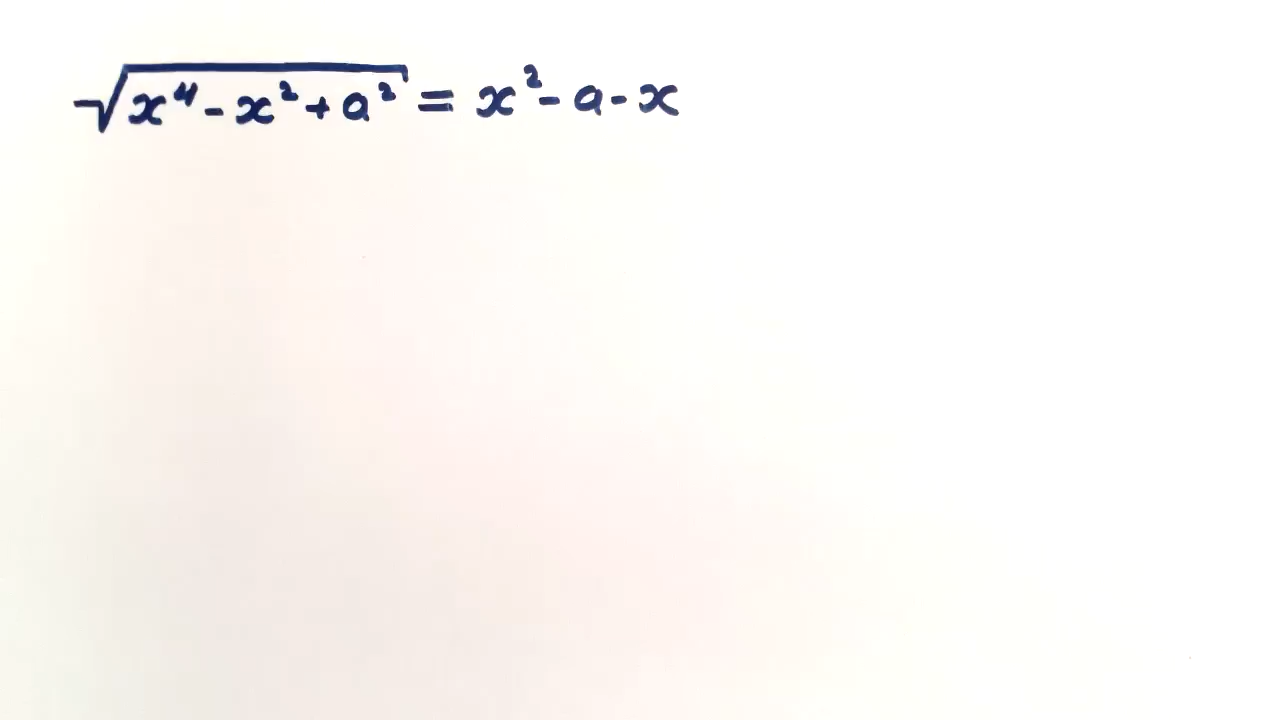 √(x⁴ - x² + a²) = x² - a - x